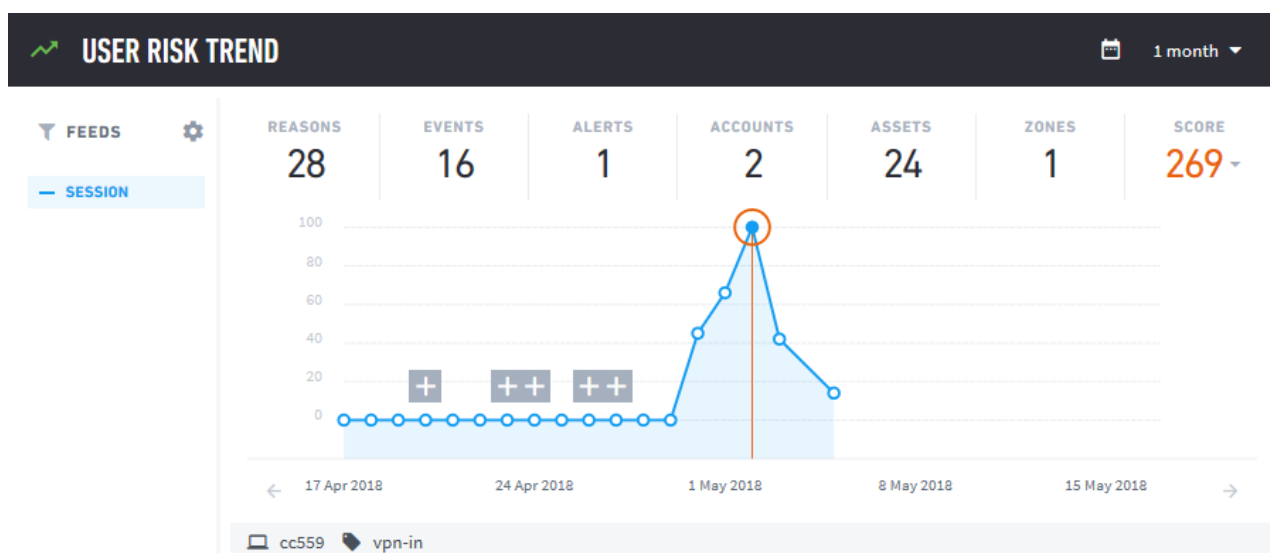 USER RISK TREND
1 month
FEEDS
SESSION
REASONS EVENTS ALERTS ACCOUNTS ASSETS ZONES SCORE
28 16 1 2 24 1 269
100
80
60
40
20
0
17 Apr 2018 24 Apr 2018 1 May 2018 8 May 2018 15 May 2018
cc559 vpn-in